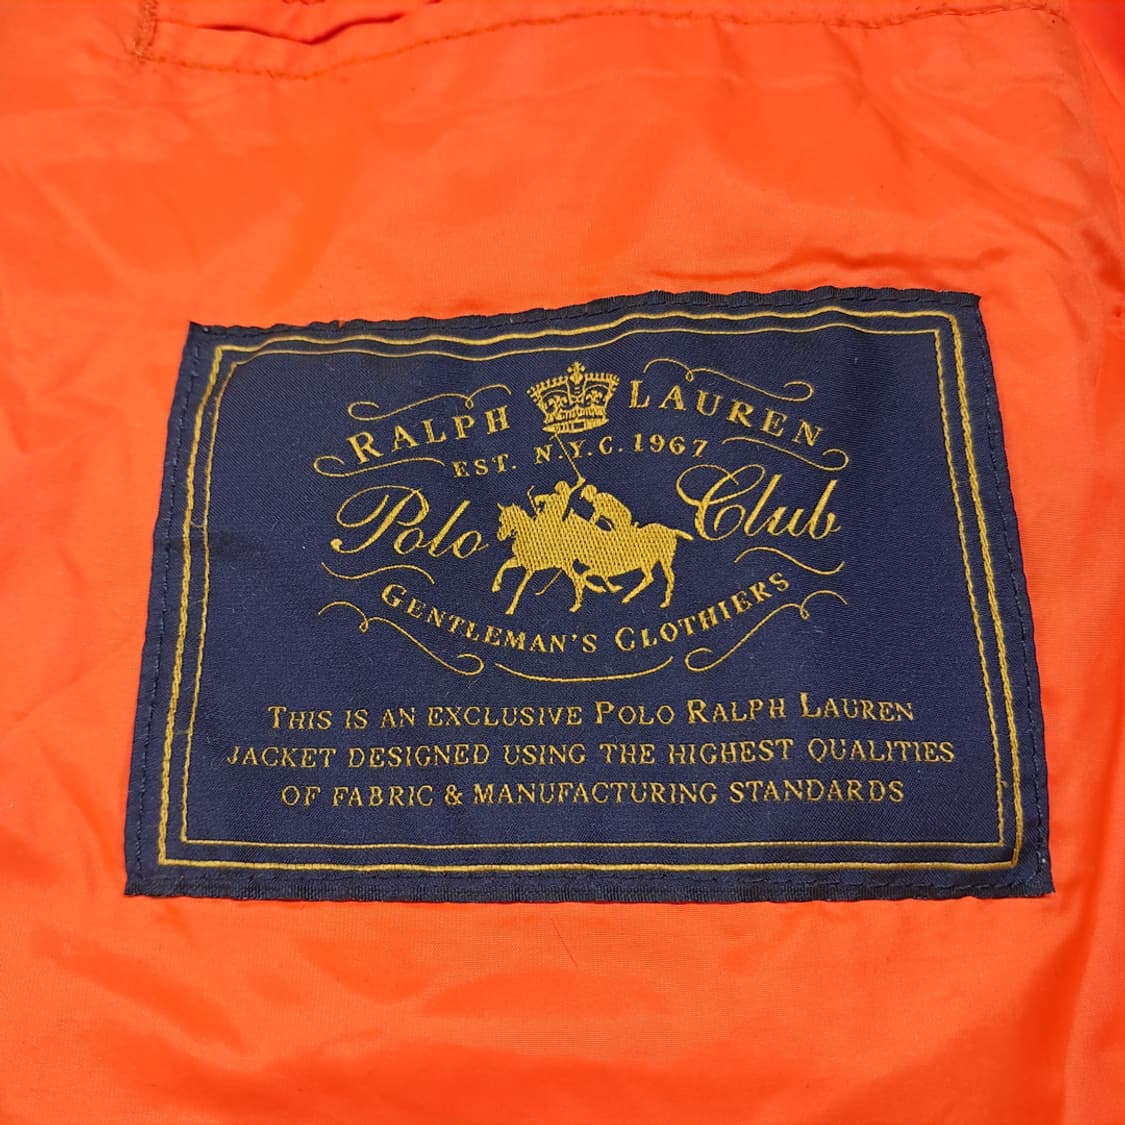 RALPH LAUREN
EST. N.Y.C. 1967
Polo Club
GENTLEMAN'S CLOTHIERS
THIS IS AN EXCLUSIVE POLO RALPH LAUREN
JACKET DESIGNED USING THE HIGHEST QUALITIES
OF FABRIC & MANUFACTURING STANDARDS